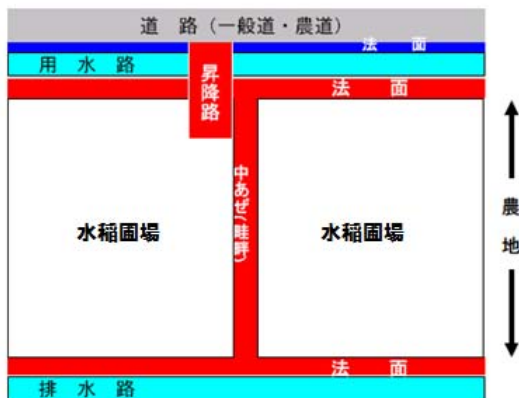 道 路（一般道・農道）
法 面
用 水 路
昇降路
法 面
中あぜ(畦畔)
水稲圃場
水稲圃場
農地
法 面
排 水 路